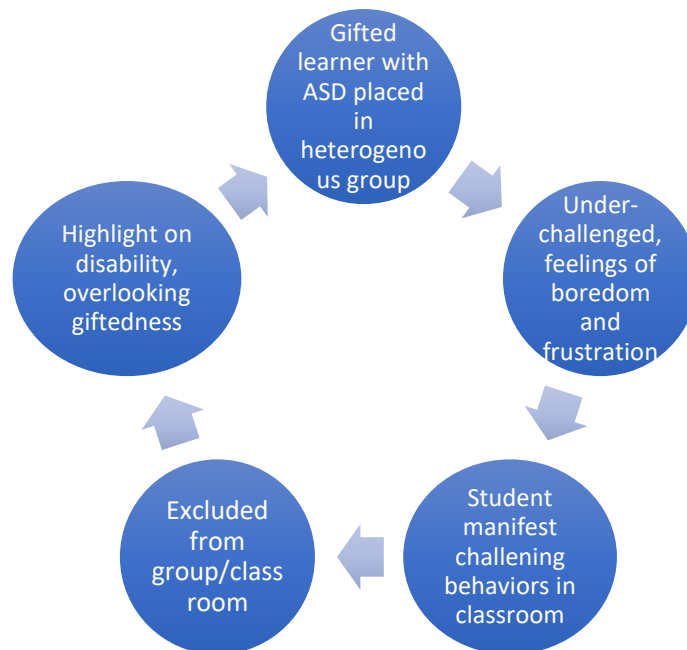 Gifted
learner with
ASD placed
in
heterogeno
us group
Under-
challenged,
feelings of
boredom
and
frustration
Student
manifest
challening
behaviors in
classroom
Excluded
from
group/class
room
Highlight on
disability,
overlooking
giftedness